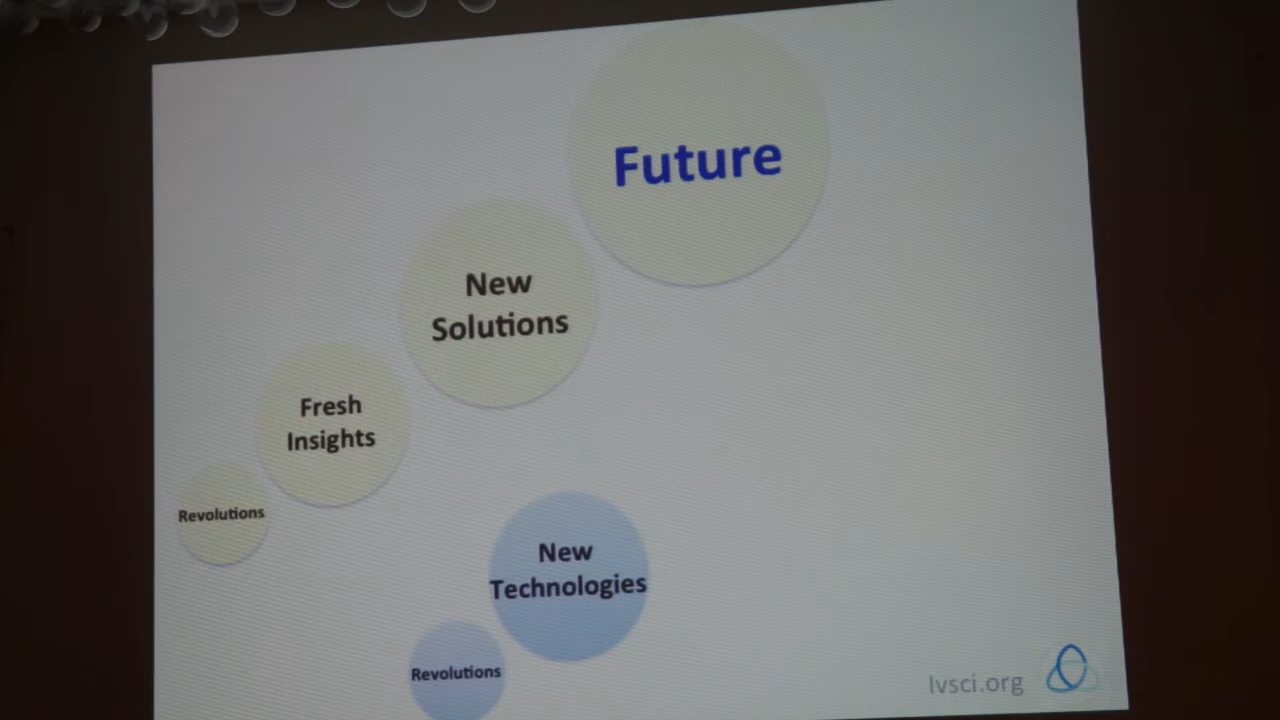 Future
New
Solutions
Fresh
Insights
Revolutions
New
Technologies
Revolutions
lvsci.org